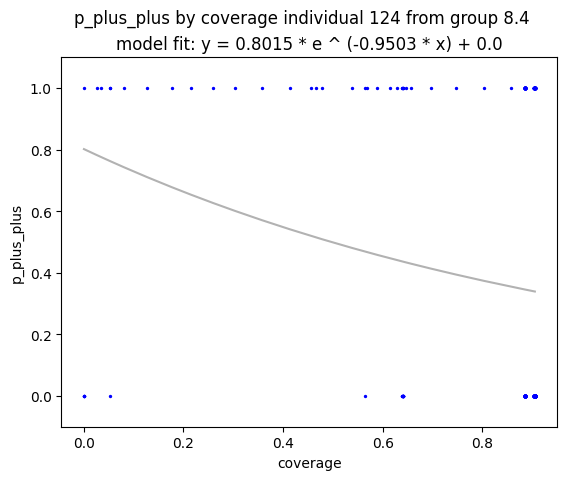 p_plus_plus by coverage individual 124 from group 8.4
model fit: y = 0.8015 * e ^ (-0.9503 * x) + 0.0
1.0
0.8
0.6
0.4
0.2
0.0
p_plus_plus
0.0 0.2 0.4 0.6 0.8
coverage